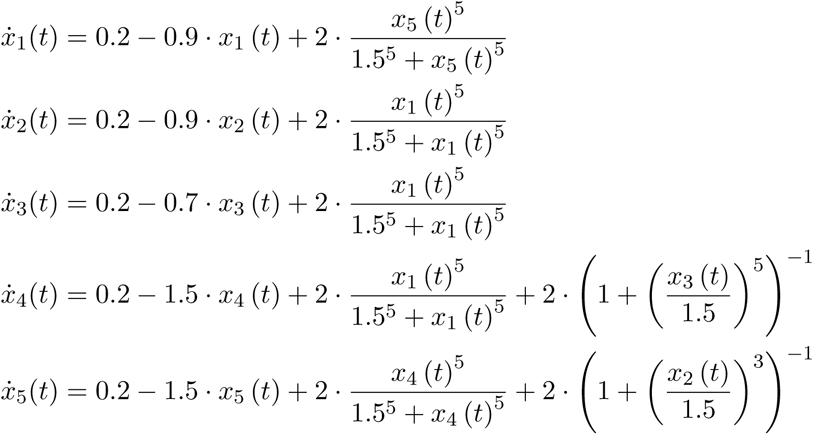 ẋ₁(t) = 0.2 − 0.9 · x₁ (t) + 2 · x₅ (t)⁵ / (1.5⁵ + x₅ (t)⁵)
ẋ₂(t) = 0.2 − 0.9 · x₂ (t) + 2 · x₁ (t)⁵ / (1.5⁵ + x₁ (t)⁵)
ẋ₃(t) = 0.2 − 0.7 · x₃ (t) + 2 · x₁ (t)⁵ / (1.5⁵ + x₁ (t)⁵)
ẋ₄(t) = 0.2 − 1.5 · x₄ (t) + 2 · x₁ (t)⁵ / (1.5⁵ + x₁ (t)⁵) + 2 · (1 + (x₃ (t) / 1.5)⁵)⁻¹
ẋ₅(t) = 0.2 − 1.5 · x₅ (t) + 2 · x₄ (t)⁵ / (1.5⁵ + x₄ (t)⁵) + 2 · (1 + (x₂ (t) / 1.5)³)⁻¹